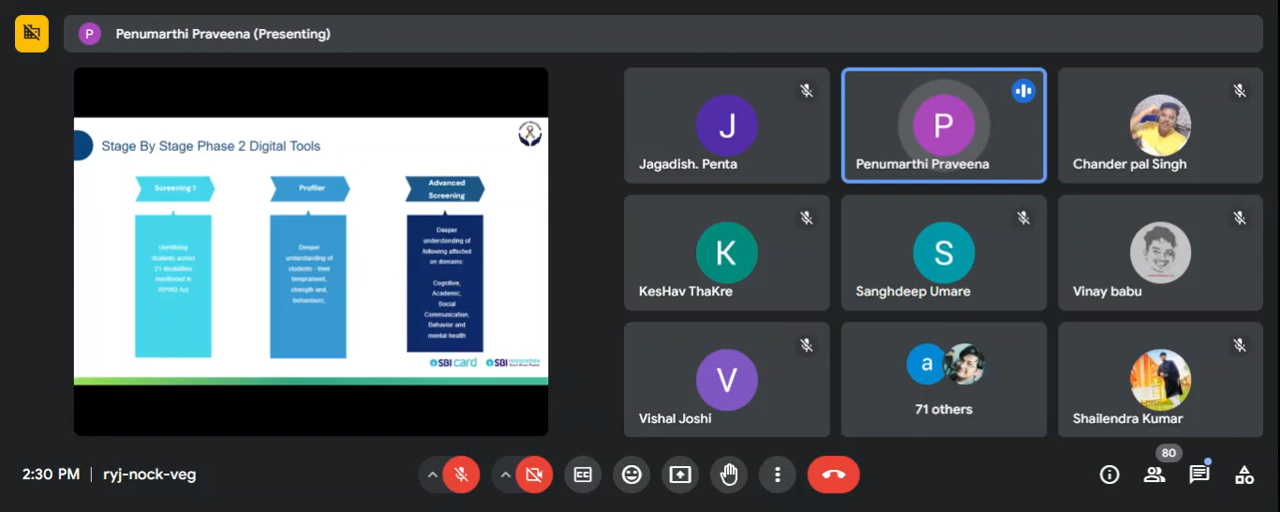 P
Penumarthi Praveena (Presenting)
Stage By Stage Phase 2 Digital Tools
Screening 1
Profiler
Advanced
Screening
Identifying
students across
21 disabilities
mentioned in
RPWD Act
Deeper
understanding of
students - their
temprament,
strength and,
behaviours,
Deeper
understanding of
following affected
on domains:
Cognitive,
Academic,
Social
Communication,
Behavior and
mental health
SBI card
SBI FOUNDATION
J
Jagadish. Penta
P
Penumarthi Praveena
Chander pal Singh
K
KesHav ThaKre
S
Sanghdeep Umare
Vinay babu
V
Vishal Joshi
a
71 others
Shailendra Kumar
2:30 PM | ryj-nock-veg
CC
80